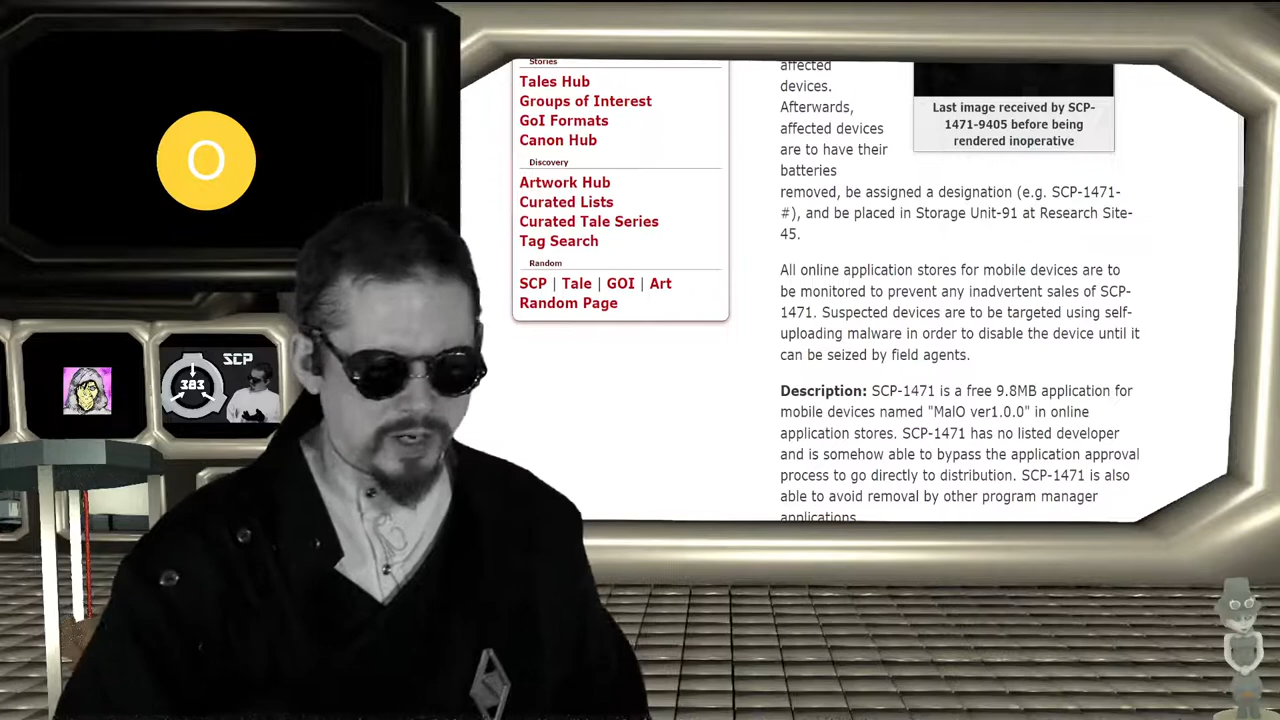 O
SCP
383
Stories
Tales Hub
Groups of Interest
GoI Formats
Canon Hub
Discovery
Artwork Hub
Curated Lists
Curated Tale Series
Tag Search
Random
SCP | Tale | GOI | Art
Random Page
affected
devices.
Afterwards,
affected devices
are to have their
batteries
removed, be assigned a designation (e.g. SCP-1471-
#), and be placed in Storage Unit-91 at Research Site-
45.
Last image received by SCP-
1471-9405 before being
rendered inoperative
All online application stores for mobile devices are to
be monitored to prevent any inadvertent sales of SCP-
1471. Suspected devices are to be targeted using self-
uploading malware in order to disable the device until it
can be seized by field agents.
Description: SCP-1471 is a free 9.8MB application for
mobile devices named "MalO ver1.0.0" in online
application stores. SCP-1471 has no listed developer
and is somehow able to bypass the application approval
process to go directly to distribution. SCP-1471 is also
able to avoid removal by other program manager
applications.